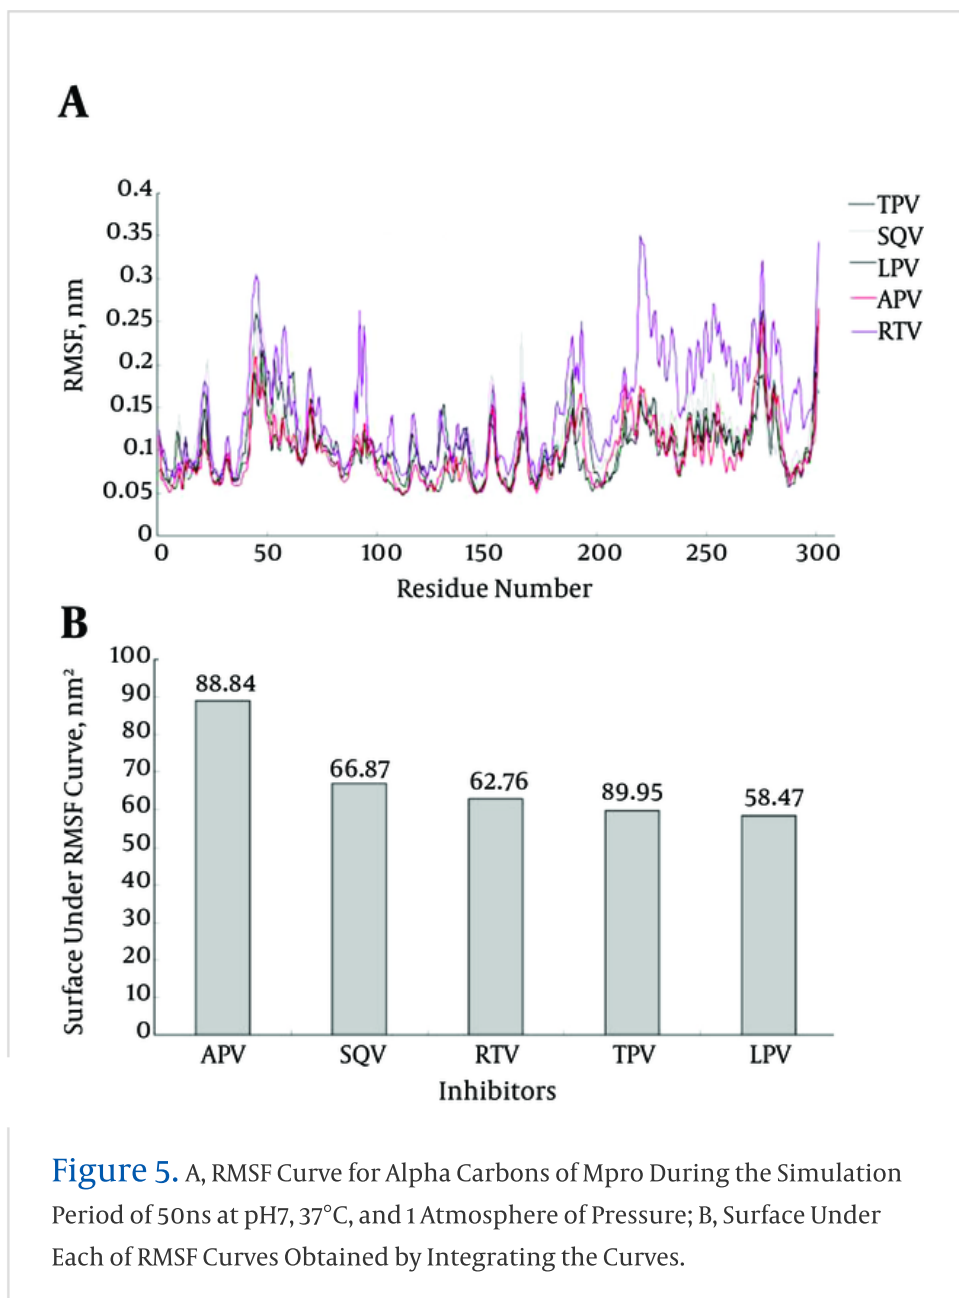 A
0.4
0.35
0.3
0.25
0.2
0.15
0.1
0.05
0
RMSF, nm
0 50 100 150 200 250 300
Residue Number
TPV
SQV
LPV
APV
RTV
B
100
90
80
70
60
50
40
30
20
10
0
Surface Under RMSF Curve, nm²
88.84 66.87 62.76 89.95 58.47
APV SQV RTV TPV LPV
Inhibitors
Figure 5. A, RMSF Curve for Alpha Carbons of Mpro During the Simulation
Period of 50ns at pH7, 37°C, and 1 Atmosphere of Pressure; B, Surface Under
Each of RMSF Curves Obtained by Integrating the Curves.